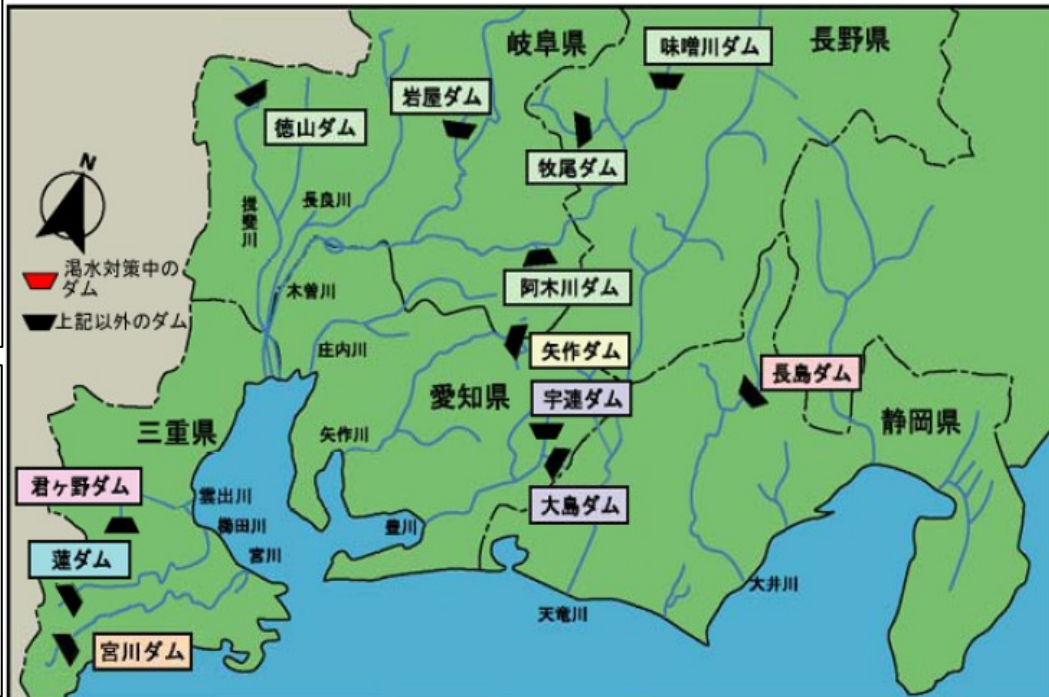 岐阜県
味噌川ダム
長野県
岩屋ダム
徳山ダム
牧尾ダム
N
揖斐川
長良川
渇水対策中の
ダム
阿木川ダム
木曽川
上記以外のダム
庄内川
矢作ダム
長島ダム
愛知県
宇連ダム
静岡県
三重県
矢作川
君ヶ野ダム
雲出川
大島ダム
櫛田川
豊川
宮川
蓮ダム
大井川
天竜川
宮川ダム